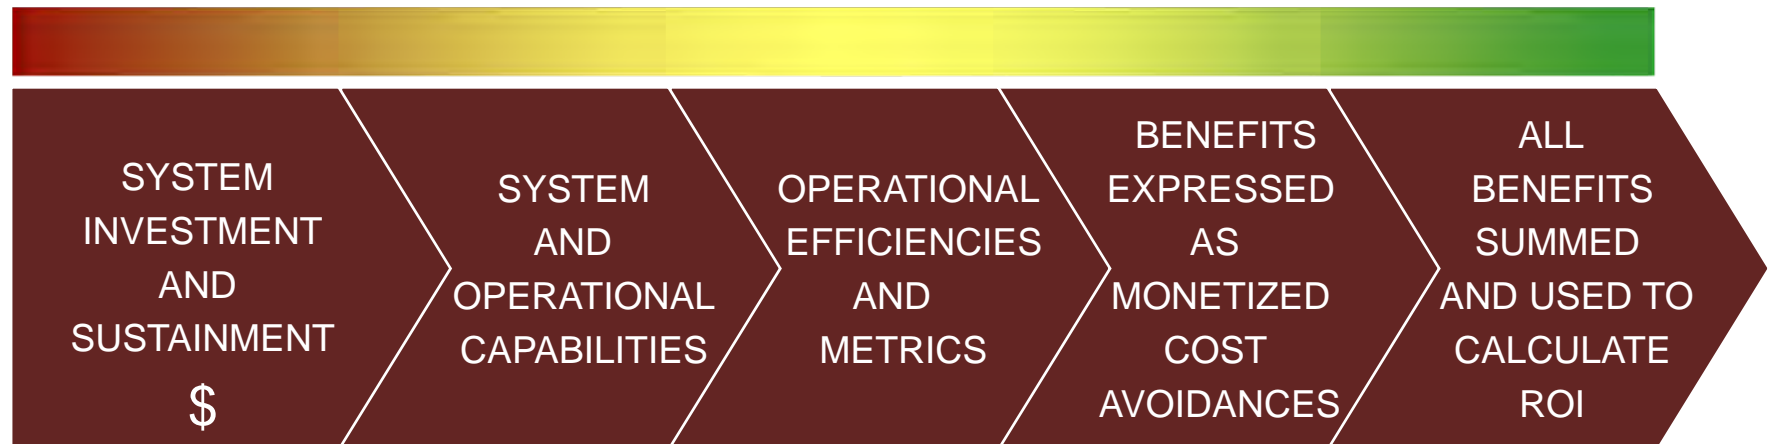 SYSTEM
INVESTMENT
AND
SUSTAINMENT
$
SYSTEM
AND
OPERATIONAL
CAPABILITIES
OPERATIONAL
EFFICIENCIES
AND
METRICS
BENEFITS
EXPRESSED
AS
MONETIZED
COST
AVOIDANCES
ALL
BENEFITS
SUMMED
AND USED TO
CALCULATE
ROI